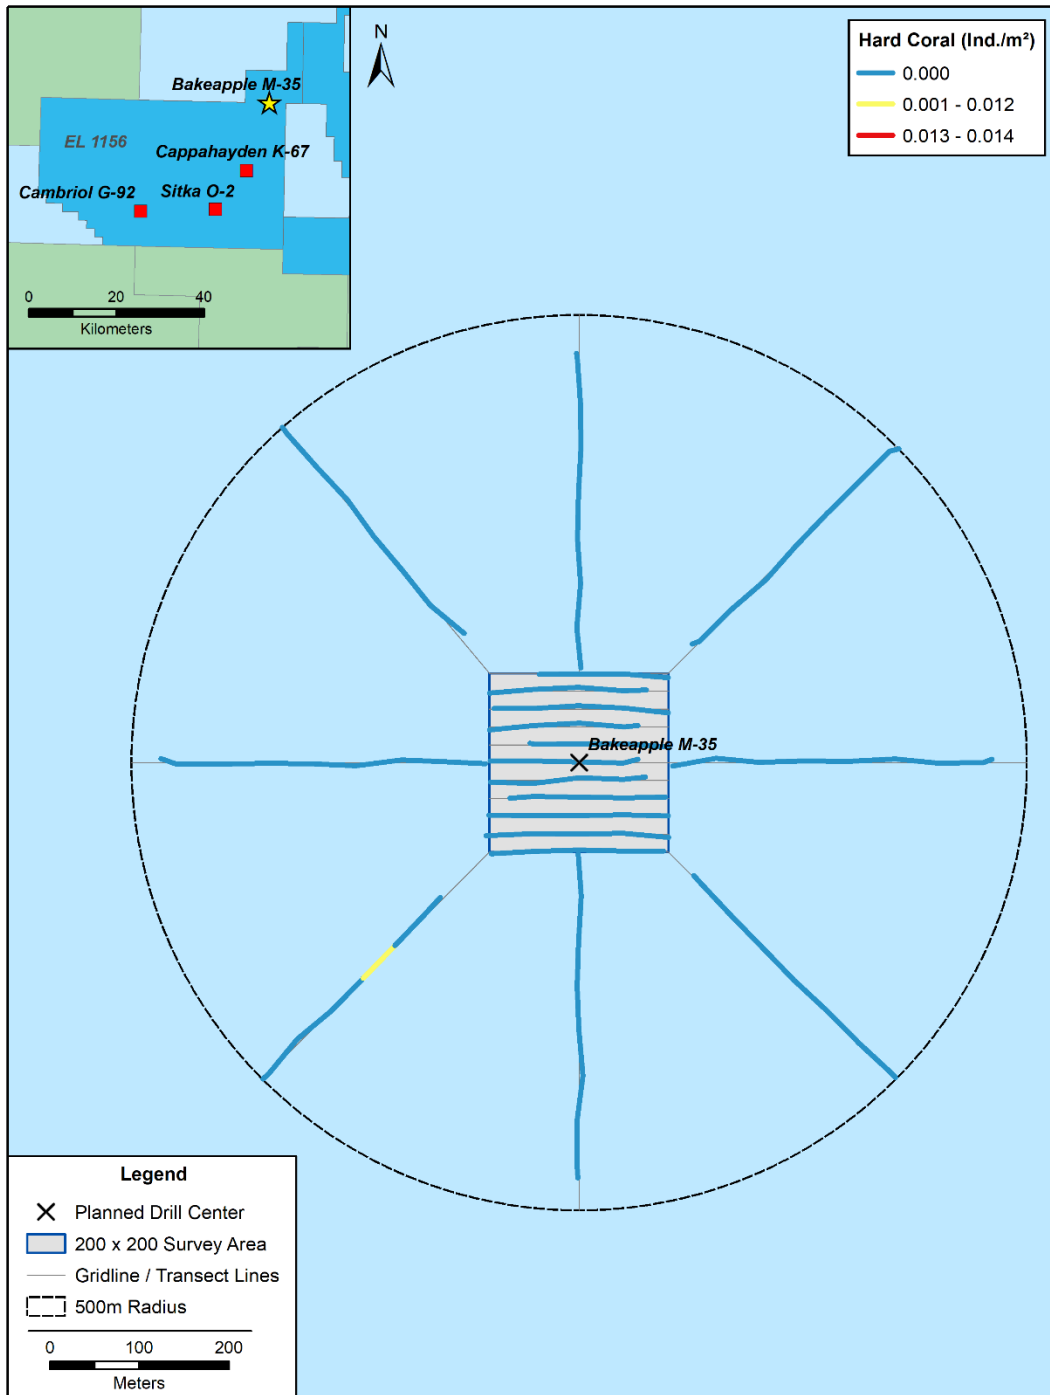 Bakeapple M-35
EL 1156
Cappahayden K-67
Cambriol G-92
Sitka O-2
0 20 40
Kilometers
N
Hard Coral (Ind./m²)
0.000
0.001 - 0.012
0.013 - 0.014
Bakeapple M-35
Legend
Planned Drill Center
200 x 200 Survey Area
Gridline / Transect Lines
500m Radius
0 100 200
Meters